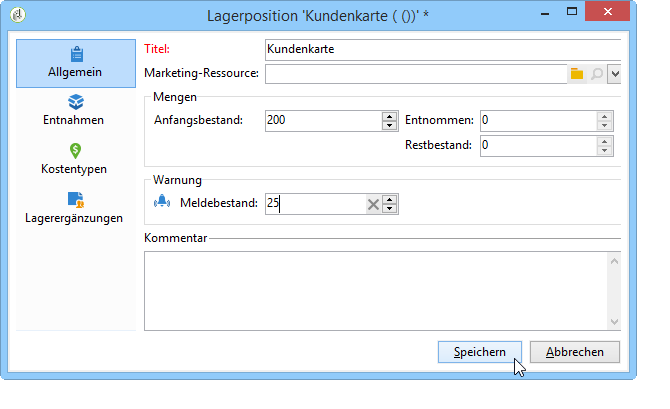 Lagerposition 'Kundenkarte ( ())' *
Allgemein
Entnahmen
Kostentypen
Lagerergänzungen
Titel: Kundenkarte
Marketing-Ressource:
Mengen
Anfangsbestand: 200 Entnommen: 0
Restbestand: 0
Warnung
Meldebestand: 25
Kommentar
Speichern Abbrechen